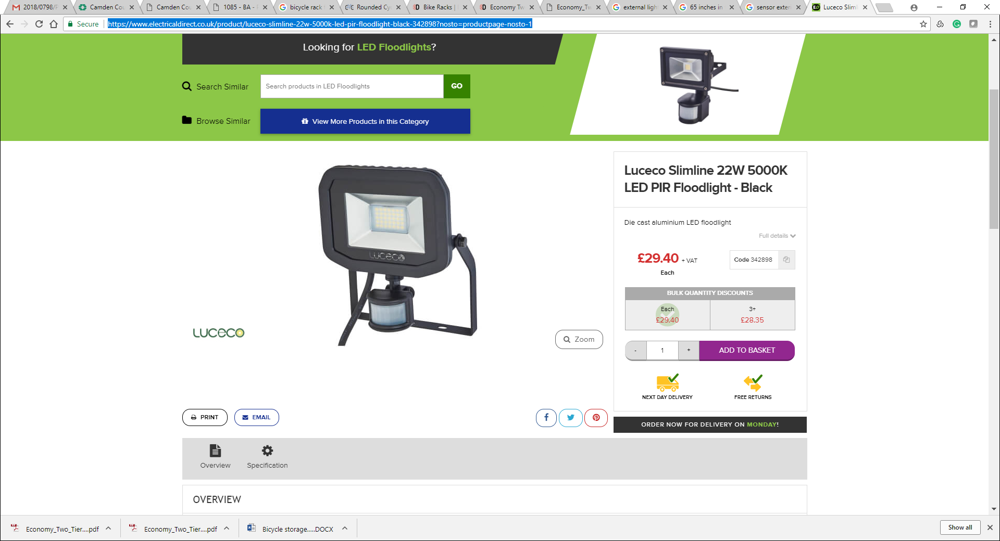 2018/0798/P
Camden Cou
Camden Cou
1085 - BA -
bicycle rack
Rounded Cy
Bike Racks |
Economy Tw
Economy_Tw
external ligh
65 inches in
sensor exter
ED Luceco Slim
Secure https://www.electricaldirect.co.uk/product/luceco-slimline-22w-5000k-led-pir-floodlight-black-342898?nosto=productpage-nosto-1
Looking for LED Floodlights?
Search Similar Search products in LED Floodlights GO
Browse Similar View More Products in this Category
LUCECO
LUCECO
Zoom
Luceco Slimline 22W 5000K
LED PIR Floodlight - Black
Die cast aluminium LED floodlight
Full details
£29.40 + VAT
Each
Code 342898
BULK QUANTITY DISCOUNTS
Each 3+
£29.40 £28.35
- 1 + ADD TO BASKET
NEXT DAY DELIVERY FREE RETURNS
PRINT EMAIL
ORDER NOW FOR DELIVERY ON MONDAY!
Overview Specification
OVERVIEW
Economy_Two_Tier....pdf Economy_Two_Tier....pdf Bicycle storage.....DOCX Show all